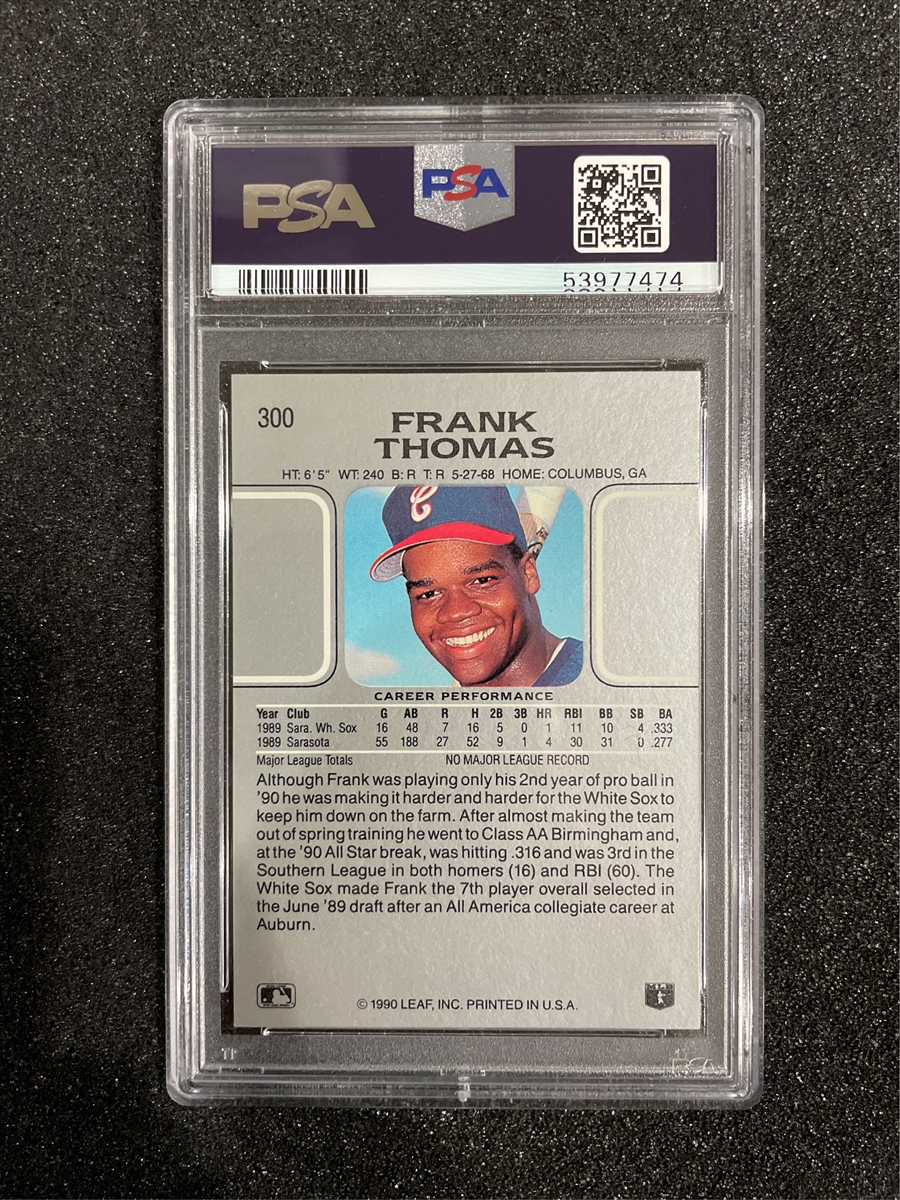 PSA
PSA
53977474
300
FRANK
THOMAS
HT: 6'5" WT: 240 B: R T: R 5-27-68 HOME: COLUMBUS, GA
C
CAREER PERFORMANCE
Year Club G AB R H 2B 3B HR RBI BB SB BA
1989 Sara. Wh. Sox 16 48 7 16 5 0 1 11 10 4 .333
1989 Sarasota 55 188 27 52 9 1 4 30 31 0 .277
Major League Totals NO MAJOR LEAGUE RECORD
Although Frank was playing only his 2nd year of pro ball in
'90 he was making it harder and harder for the White Sox to
keep him down on the farm. After almost making the team
out of spring training he went to Class AA Birmingham and,
at the '90 All Star break, was hitting .316 and was 3rd in the
Southern League in both homers (16) and RBI (60). The
White Sox made Frank the 7th player overall selected in
the June '89 draft after an All America collegiate career at
Auburn.
© 1990 LEAF, INC. PRINTED IN U.S.A.
PSA